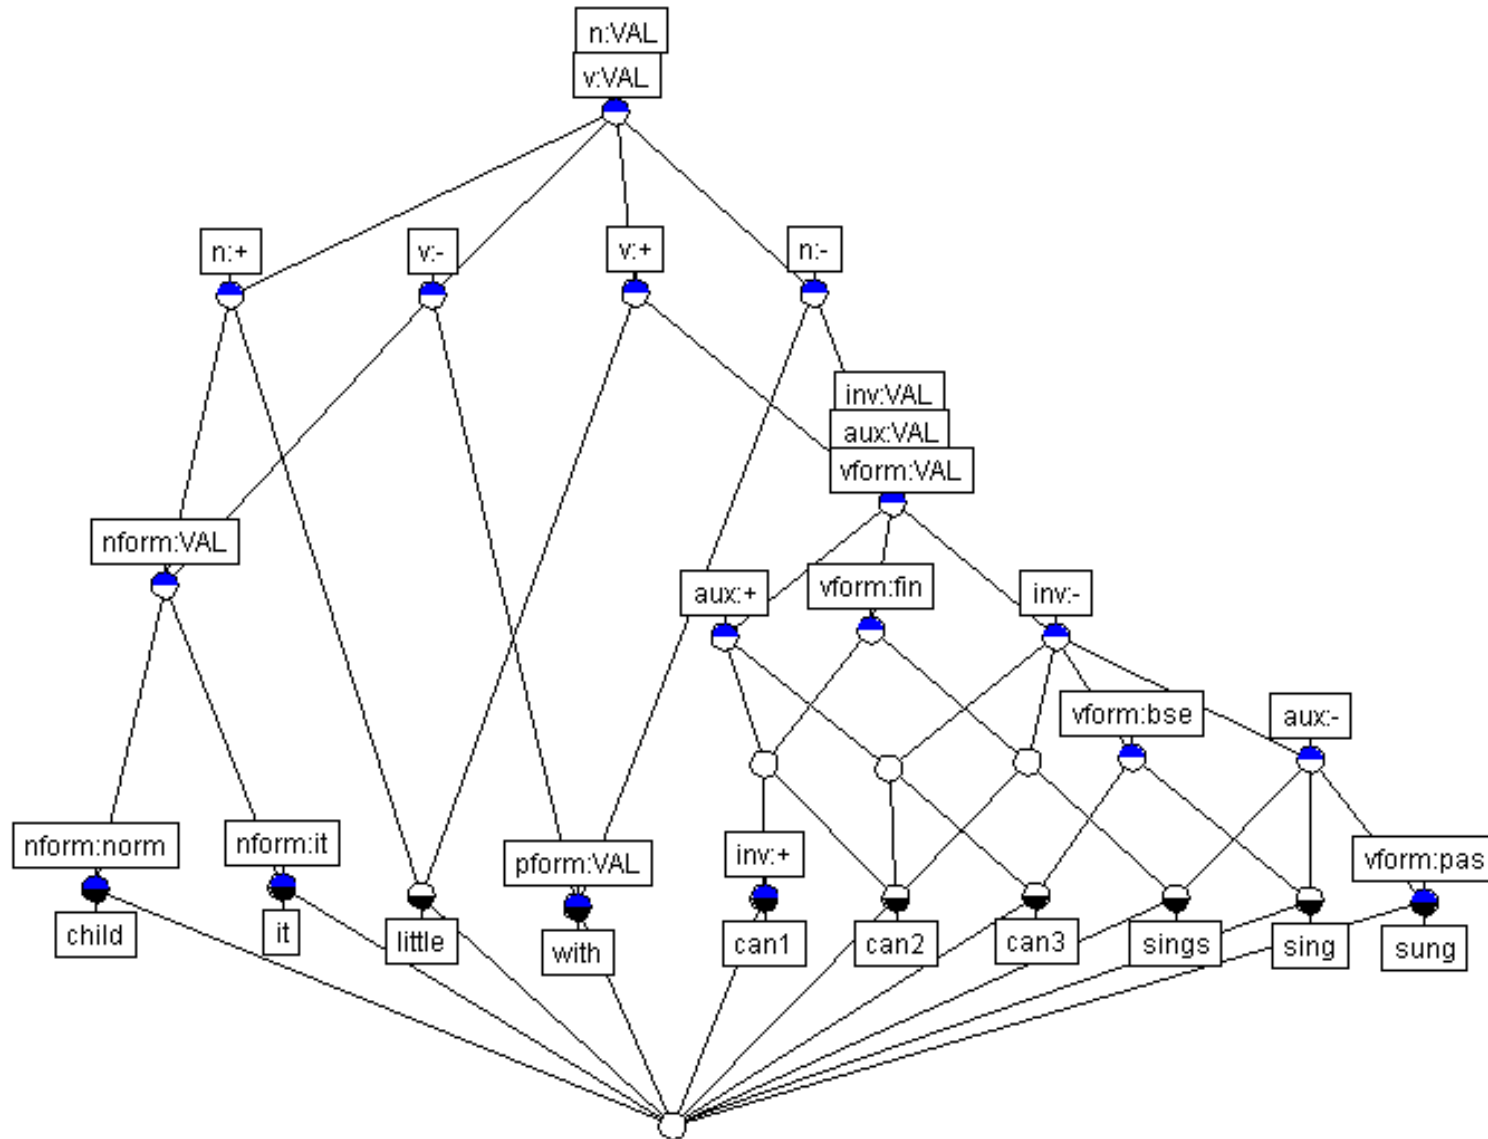 n:VAL
v:VAL
n:+
v:-
v:+
n:-
inv:VAL
aux:VAL
vform:VAL
nform:VAL
aux:+
vform:fin
inv:-
vform:bse
aux:-
nform:norm
nform:it
pform:VAL
inv:+
vform:pas
child
it
little
with
can1
can2
can3
sings
sing
sung